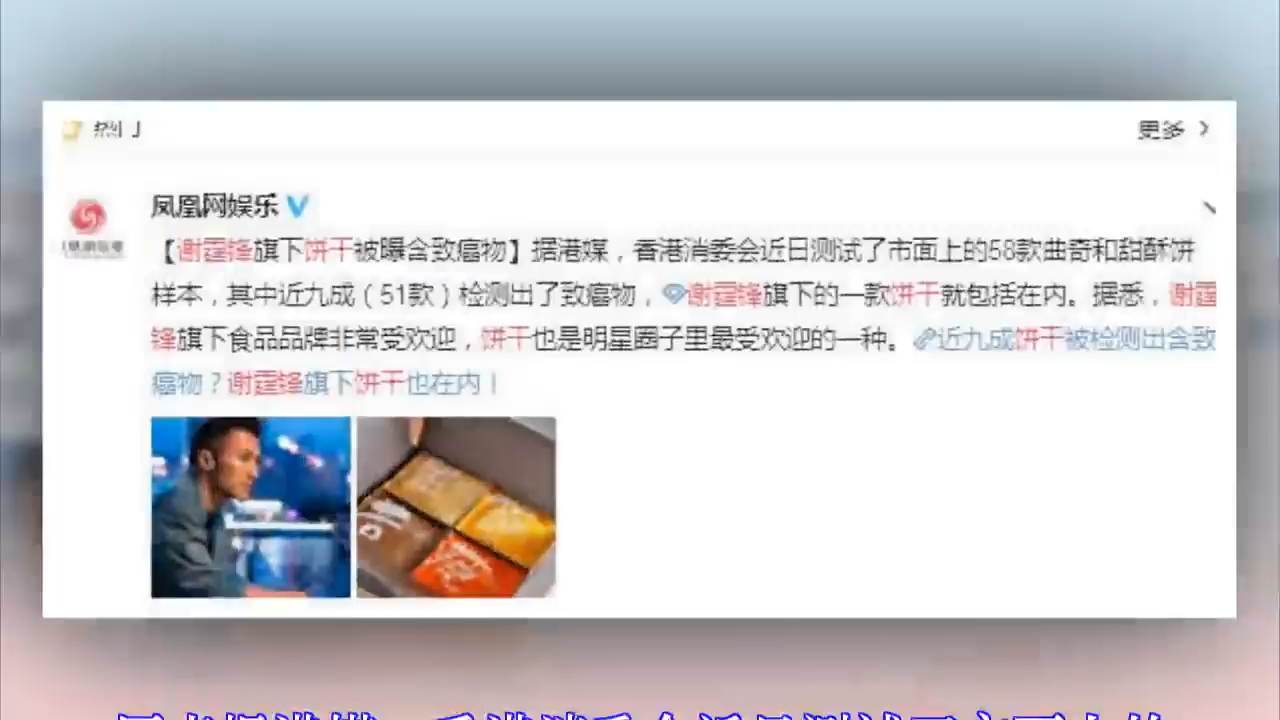 热门
更多
凤凰网娱乐
【谢霆锋旗下饼干被曝含致癌物】据港媒，香港消委会近日测试了市面上的58款曲奇和甜酥饼
样本，其中近九成（51款）检测出了致癌物，谢霆锋旗下的一款饼干就包括在内。据悉，谢霆
锋旗下食品品牌非常受欢迎，饼干也是明星圈子里最受欢迎的一种。近九成饼干被检测出含致
癌物？谢霆锋旗下饼干也在内！